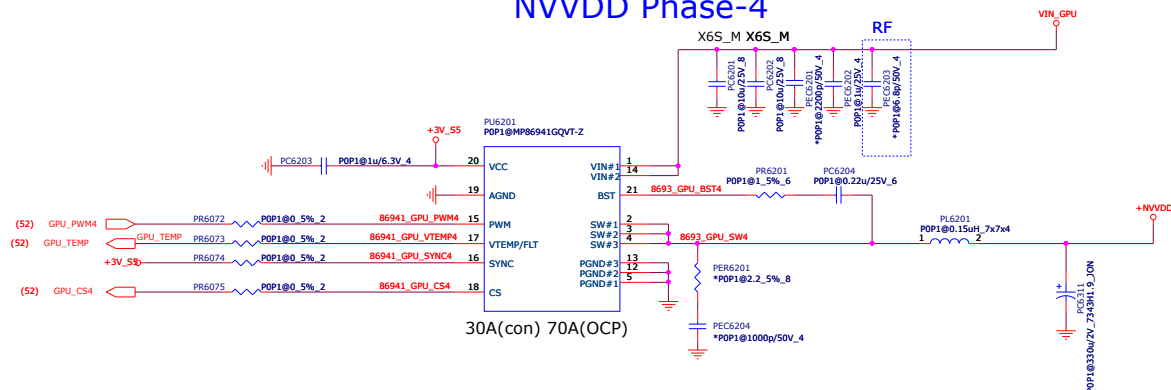 NVVDD Phase-4
VIN_GPU
RF
X6S_M X6S_M
PC6201
P0P1@10u/25V_8
PC6202
P0P1@10u/25V_8
PEC6201
*P0P1@2200p/50V_4
PEC6202
P0P1@1u/25V_4
PEC6203
*P0P1@6.8p/50V_4
PU6201
P0P1@MP86941GQVT-Z
+3V_S5
PC6203 P0P1@1u/6.3V_4
20 VCC
19 AGND
15 PWM
17 VTEMP/FLT
16 SYNC
18 CS
VIN#1 1
VIN#2 14
BST 21
SW#1 2
SW#2 3
SW#3 4
PGND#3 13
PGND#2 12
PGND#1 5
8693_GPU_BST4
PR6201
P0P1@1_5%_6
PC6204
P0P1@0.22u/25V_6
(52) GPU_PWM4 PR6072 P0P1@0_5%_2 86941_GPU_PWM4
(52) GPU_TEMP GPU_TEMP PR6073 P0P1@0_5%_2 86941_GPU_VTEMP4
+3V_S5 PR6074 P0P1@0_5%_2 86941_GPU_SYNC4
(52) GPU_CS4 PR6075 P0P1@0_5%_2 86941_GPU_CS4
8693_GPU_SW4
PL6201
P0P1@0.15uH_7x7x4
1 2
+NVVDD
PER6201
*P0P1@2.2_5%_8
PEC6204
*P0P1@1000p/50V_4
+
PC6311
P0P1@330u/2V_7343H1.9_JON
30A(con) 70A(OCP)